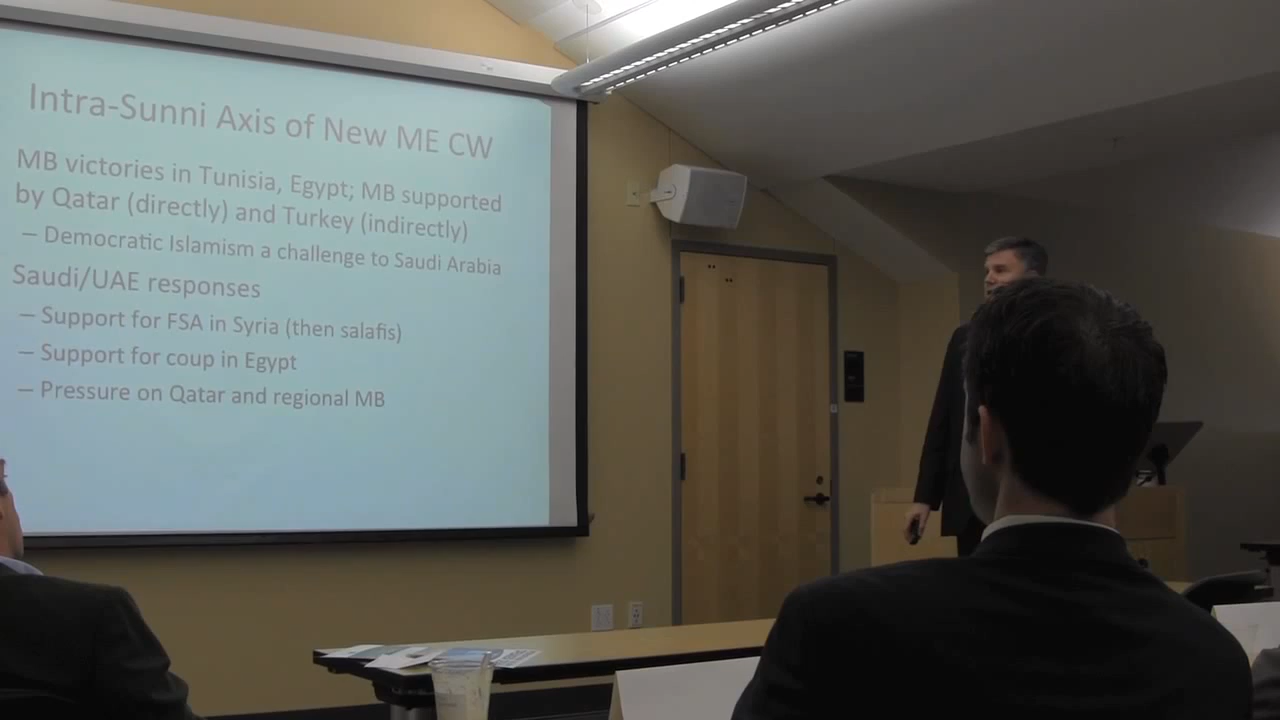 Intra-Sunni Axis of New ME CW
MB victories in Tunisia, Egypt; MB supported
by Qatar (directly) and Turkey (indirectly)
– Democratic Islamism a challenge to Saudi Arabia
Saudi/UAE responses
– Support for FSA in Syria (then salafis)
– Support for coup in Egypt
– Pressure on Qatar and regional MB